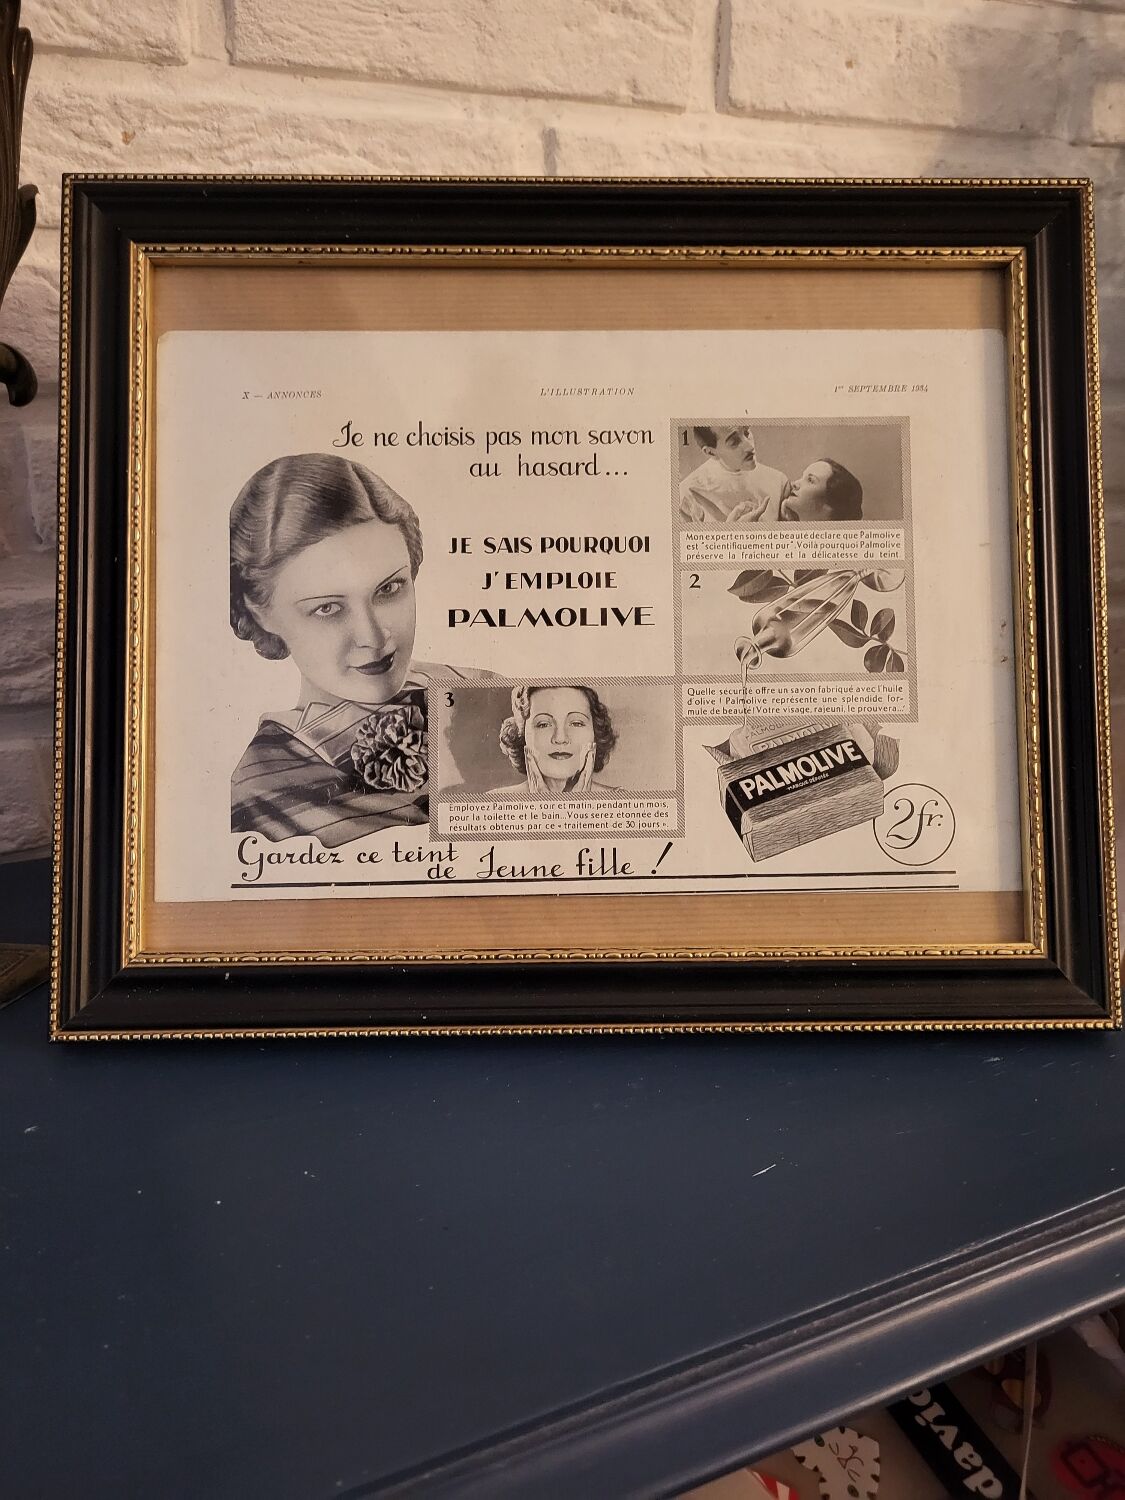 X — ANNONCES L'ILLUSTRATION 1er SEPTEMBRE 1934
Je ne choisis pas mon savon
au hasard...
JE SAIS POURQUOI
J'EMPLOIE
PALMOLIVE
1
Mon expert en soins de beauté déclare que Palmolive
est "scientifiquement pur". Voilà pourquoi Palmolive
préserve la fraîcheur et la délicatesse du teint
2
Quelle sécurité offre un savon fabriqué avec l'huile
d'olive ! Palmolive représente une splendide for-
mule de beauté ! Votre visage, rajeuni, le prouvera...
3
Employez Palmolive, soir et matin, pendant un mois,
pour la toilette et le bain... Vous serez étonnée des
résultats obtenus par ce « traitement de 30 jours ».
PALMOLIVE
MARQUE DÉPOSÉE
2fr.
Gardez ce teint
de Jeune fille !
david